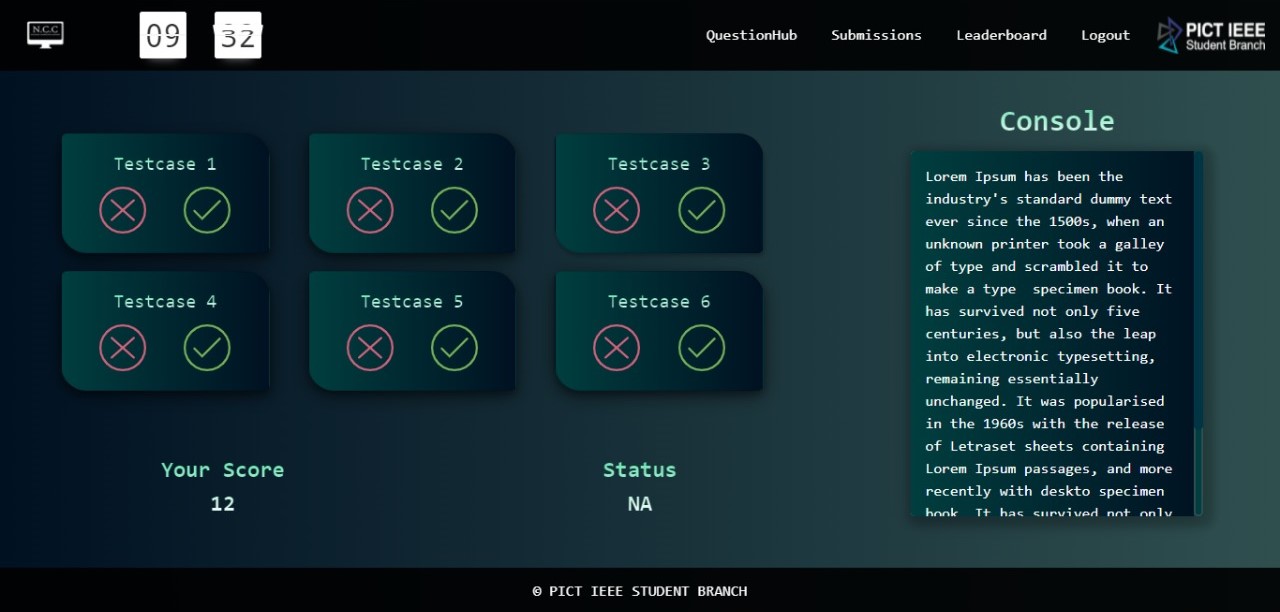 N.C.C
09 32
QuestionHub Submissions Leaderboard Logout
PICT IEEE
Student Branch
Console
Testcase 1 Testcase 2 Testcase 3
Testcase 4 Testcase 5 Testcase 6
Your Score Status
12 NA
Lorem Ipsum has been the
industry's standard dummy text
ever since the 1500s, when an
unknown printer took a galley
of type and scrambled it to
make a type  specimen book. It
has survived not only five
centuries, but also the leap
into electronic typesetting,
remaining essentially
unchanged. It was popularised
in the 1960s with the release
of Letraset sheets containing
Lorem Ipsum passages, and more
recently with deskto specimen
book. It has survived not only
© PICT IEEE STUDENT BRANCH